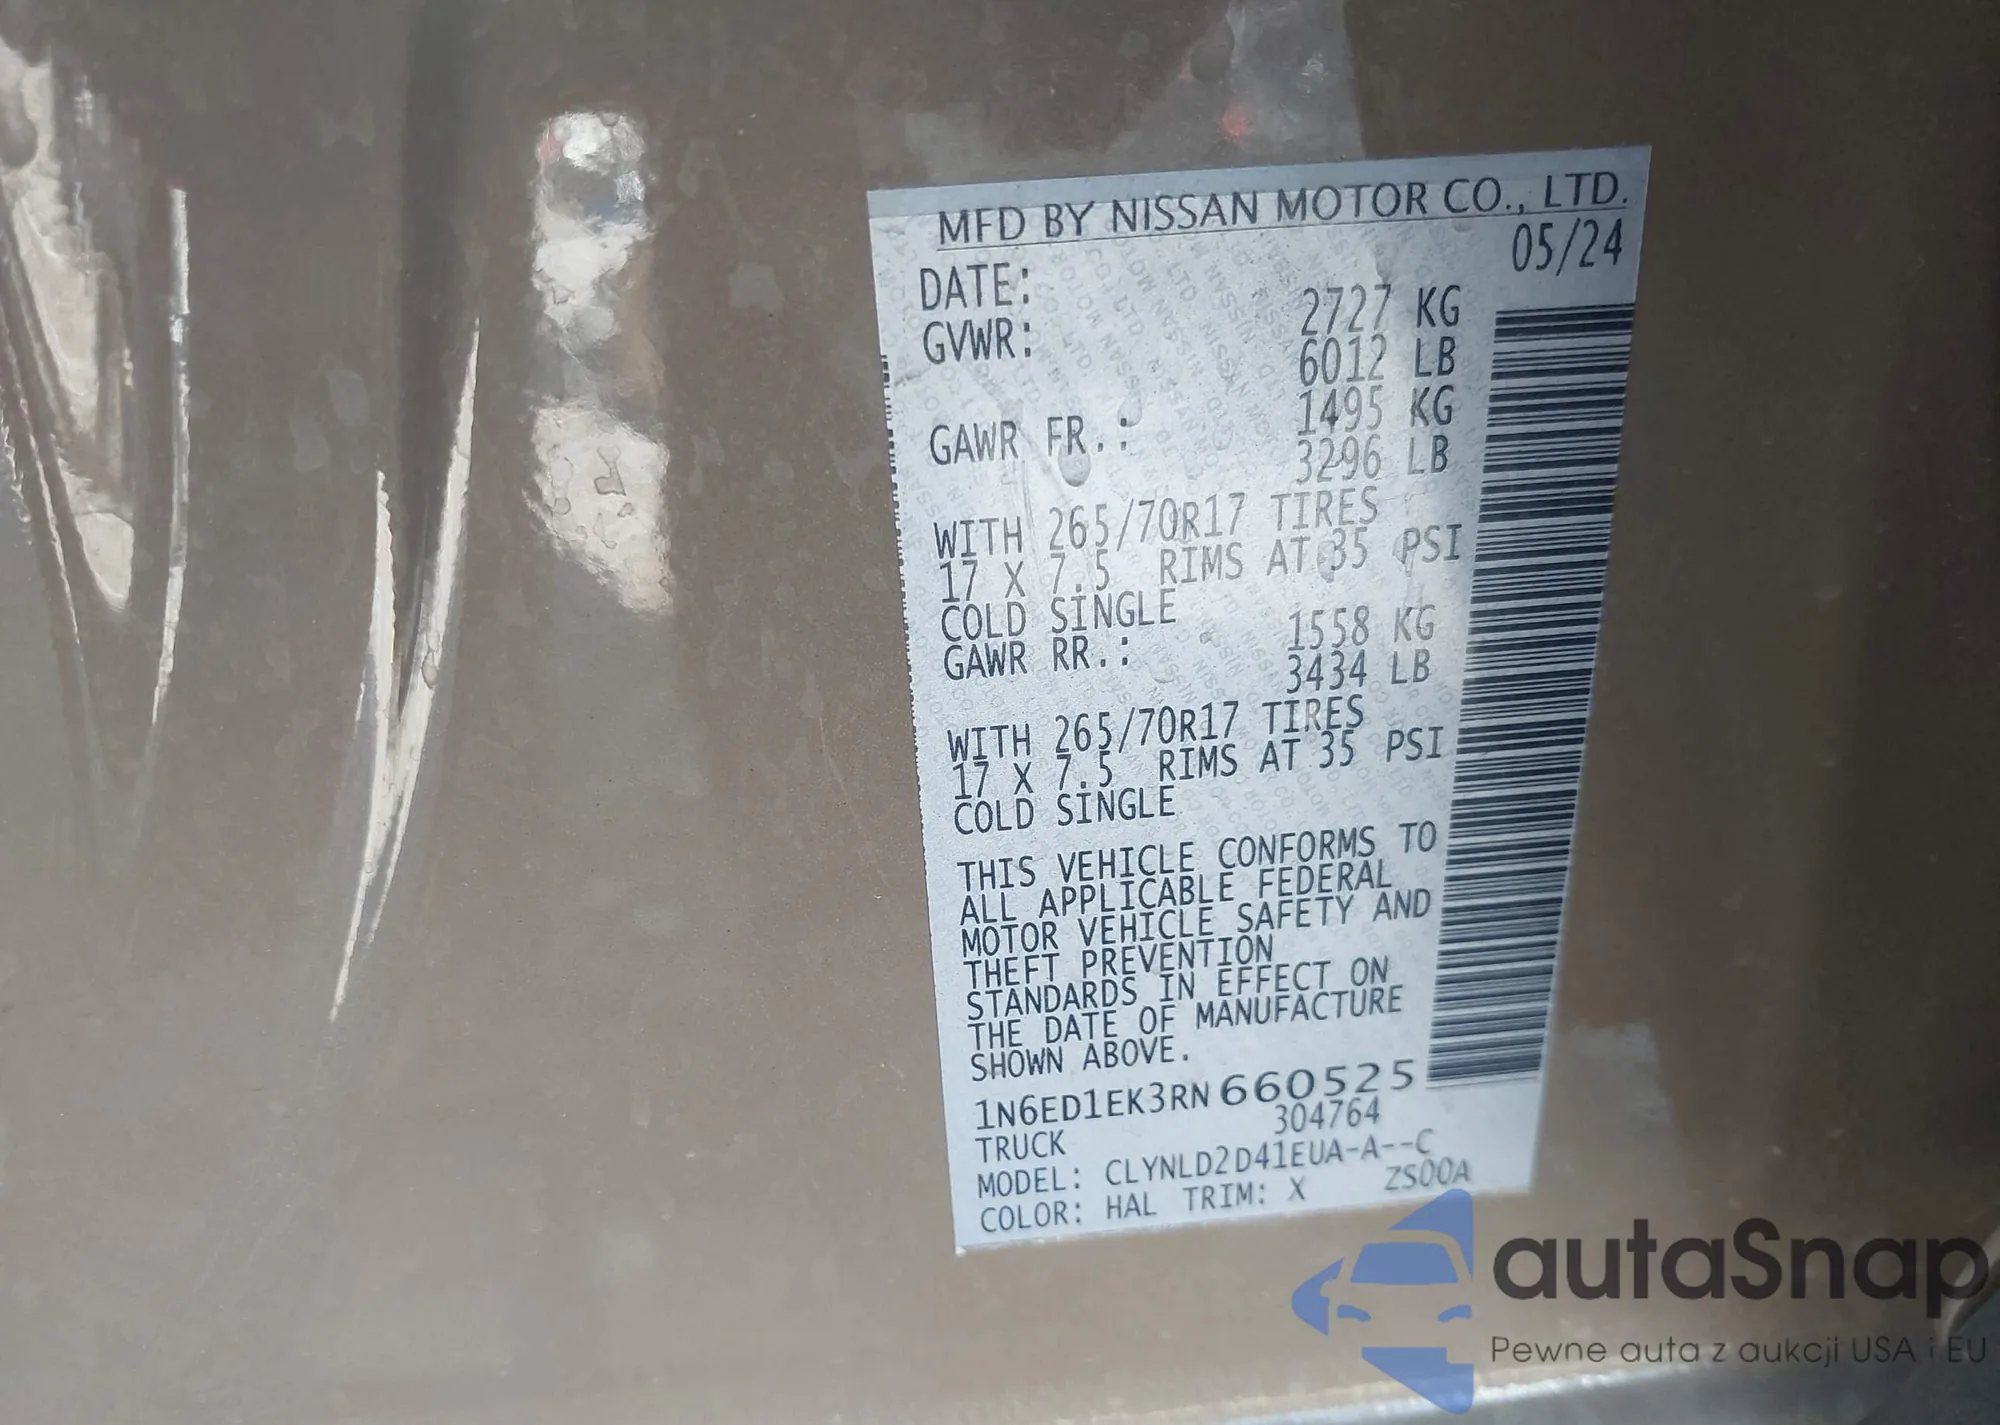 MFD BY NISSAN MOTOR CO., LTD.
DATE: 05/24
GVWR: 2727 KG
6012 LB
GAWR FR.: 1495 KG
3296 LB
WITH 265/70R17 TIRES
17 X 7.5 RIMS AT 35 PSI
COLD SINGLE
GAWR RR.: 1558 KG
3434 LB
WITH 265/70R17 TIRES
17 X 7.5 RIMS AT 35 PSI
COLD SINGLE
THIS VEHICLE CONFORMS TO
ALL APPLICABLE FEDERAL
MOTOR VEHICLE SAFETY AND
THEFT PREVENTION
STANDARDS IN EFFECT ON
THE DATE OF MANUFACTURE
SHOWN ABOVE.
1N6ED1EK3RN660525
TRUCK 304764
MODEL: CLYNLD2D41EUA-A--C
COLOR: HAL TRIM: X ZS00A
autaSnap
Pewne auta z aukcji USA i EU